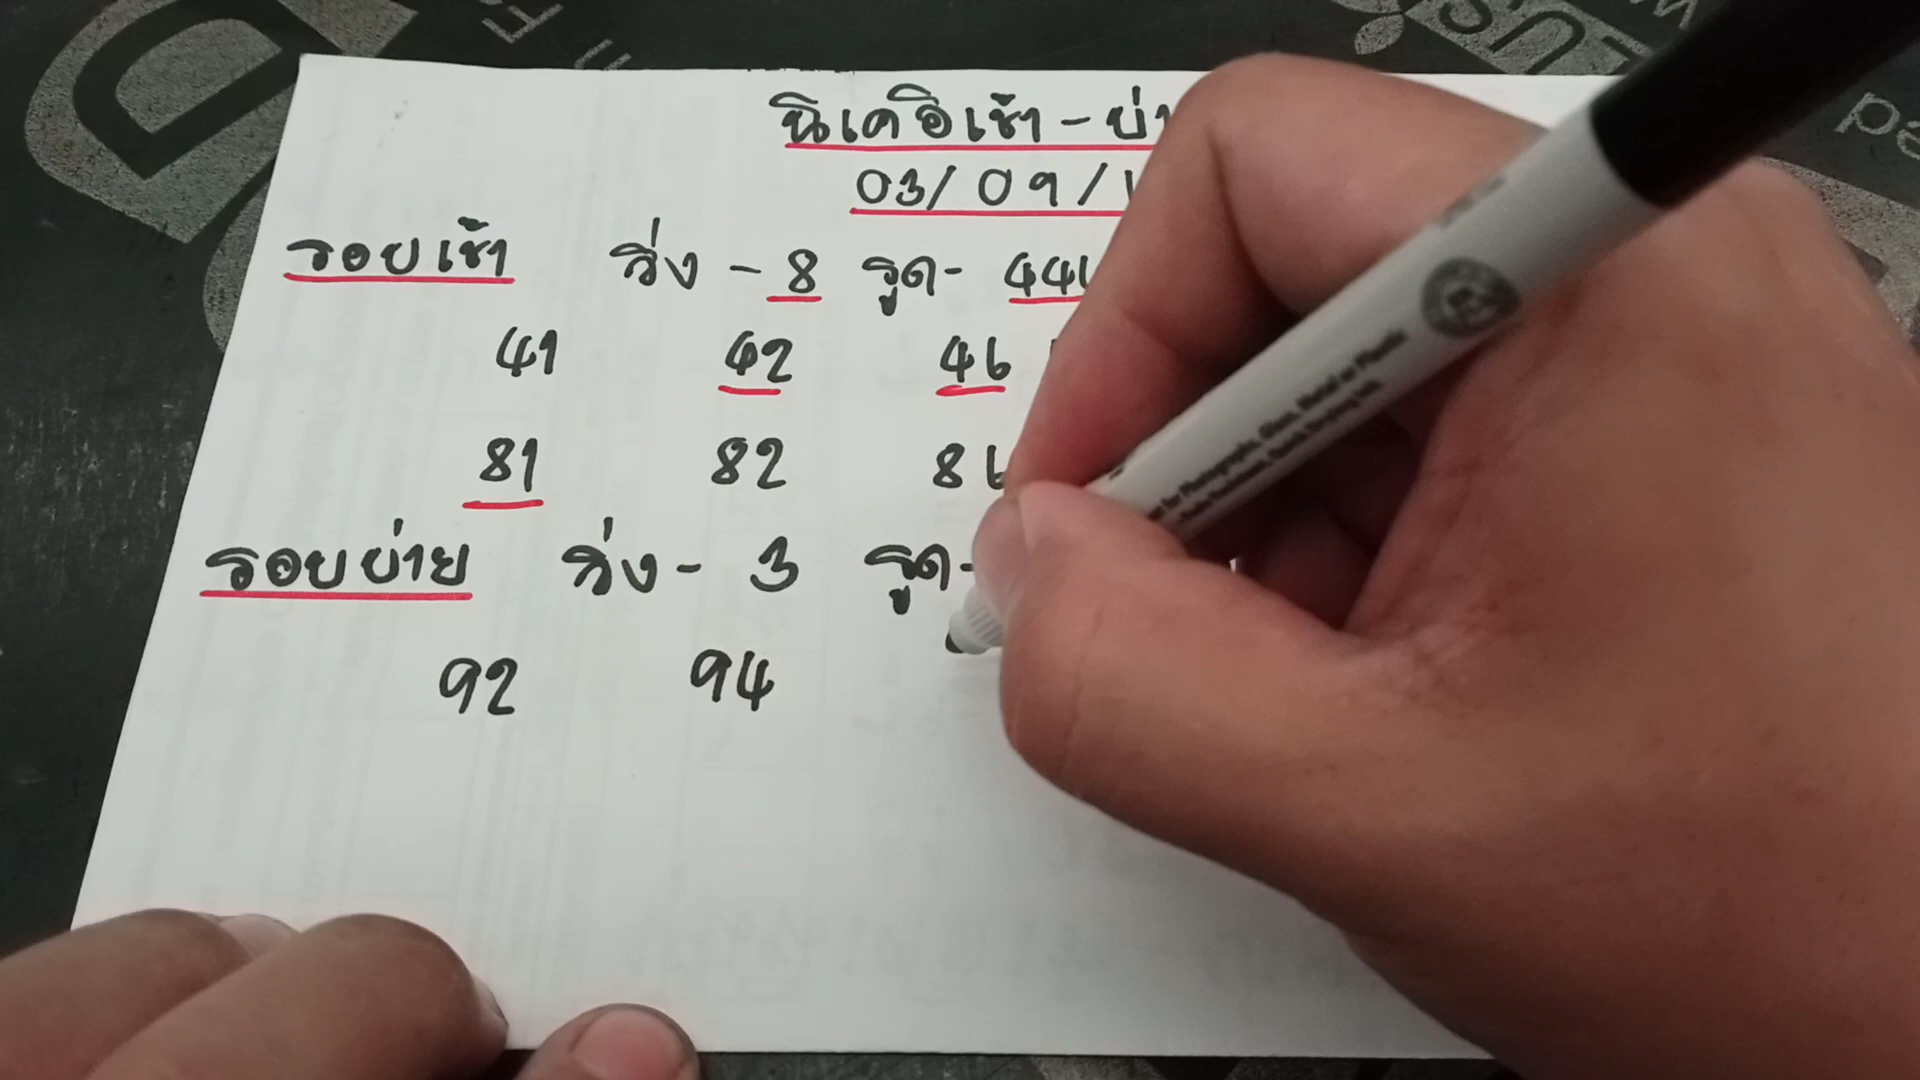 นิเคอิเช้า - บ่า
03/09/1
รอบเช้า วิ่ง - 8 รูด - 44
41 42 46
81 82 86
รอบบ่าย วิ่ง - 3 รูด -
92 94